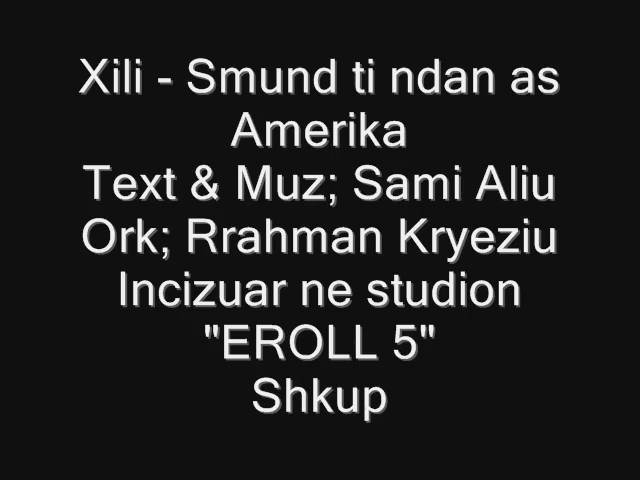 Xili - Smund ti ndan as
Amerika
Text & Muz; Sami Aliu
Ork; Rrahman Kryeziu
Incizuar ne studion
"EROLL 5"
Shkup